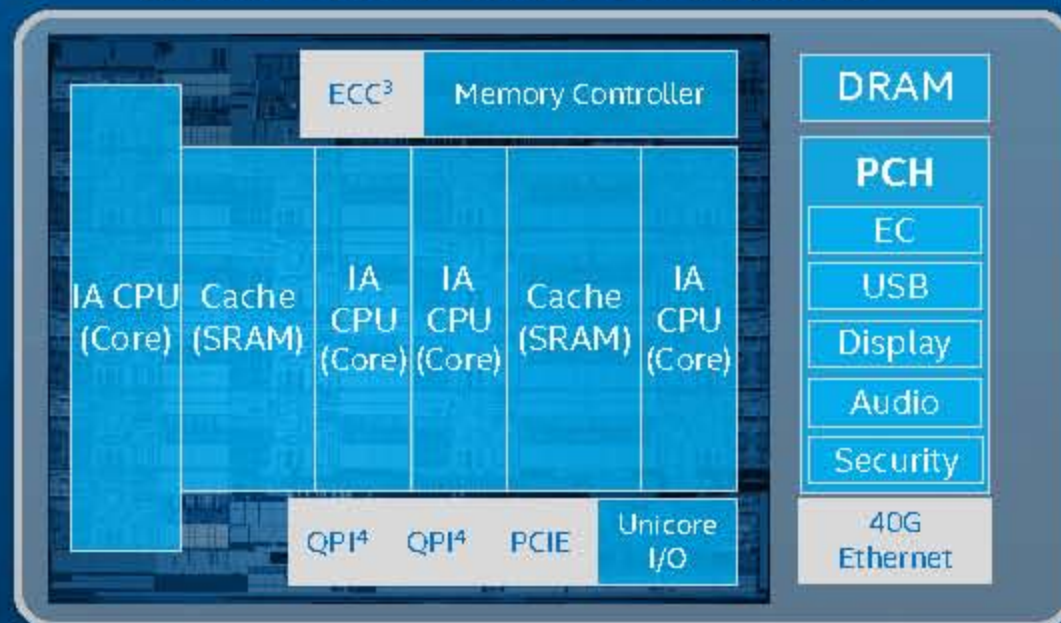 ECC³ Memory Controller
DRAM
PCH
EC
USB
Display
Audio
Security
40G
Ethernet
IA CPU
(Core)
Cache
(SRAM)
IA
CPU
(Core)
IA
CPU
(Core)
Cache
(SRAM)
IA
CPU
(Core)
QPI⁴ QPI⁴ PCIE
Unicore
I/O